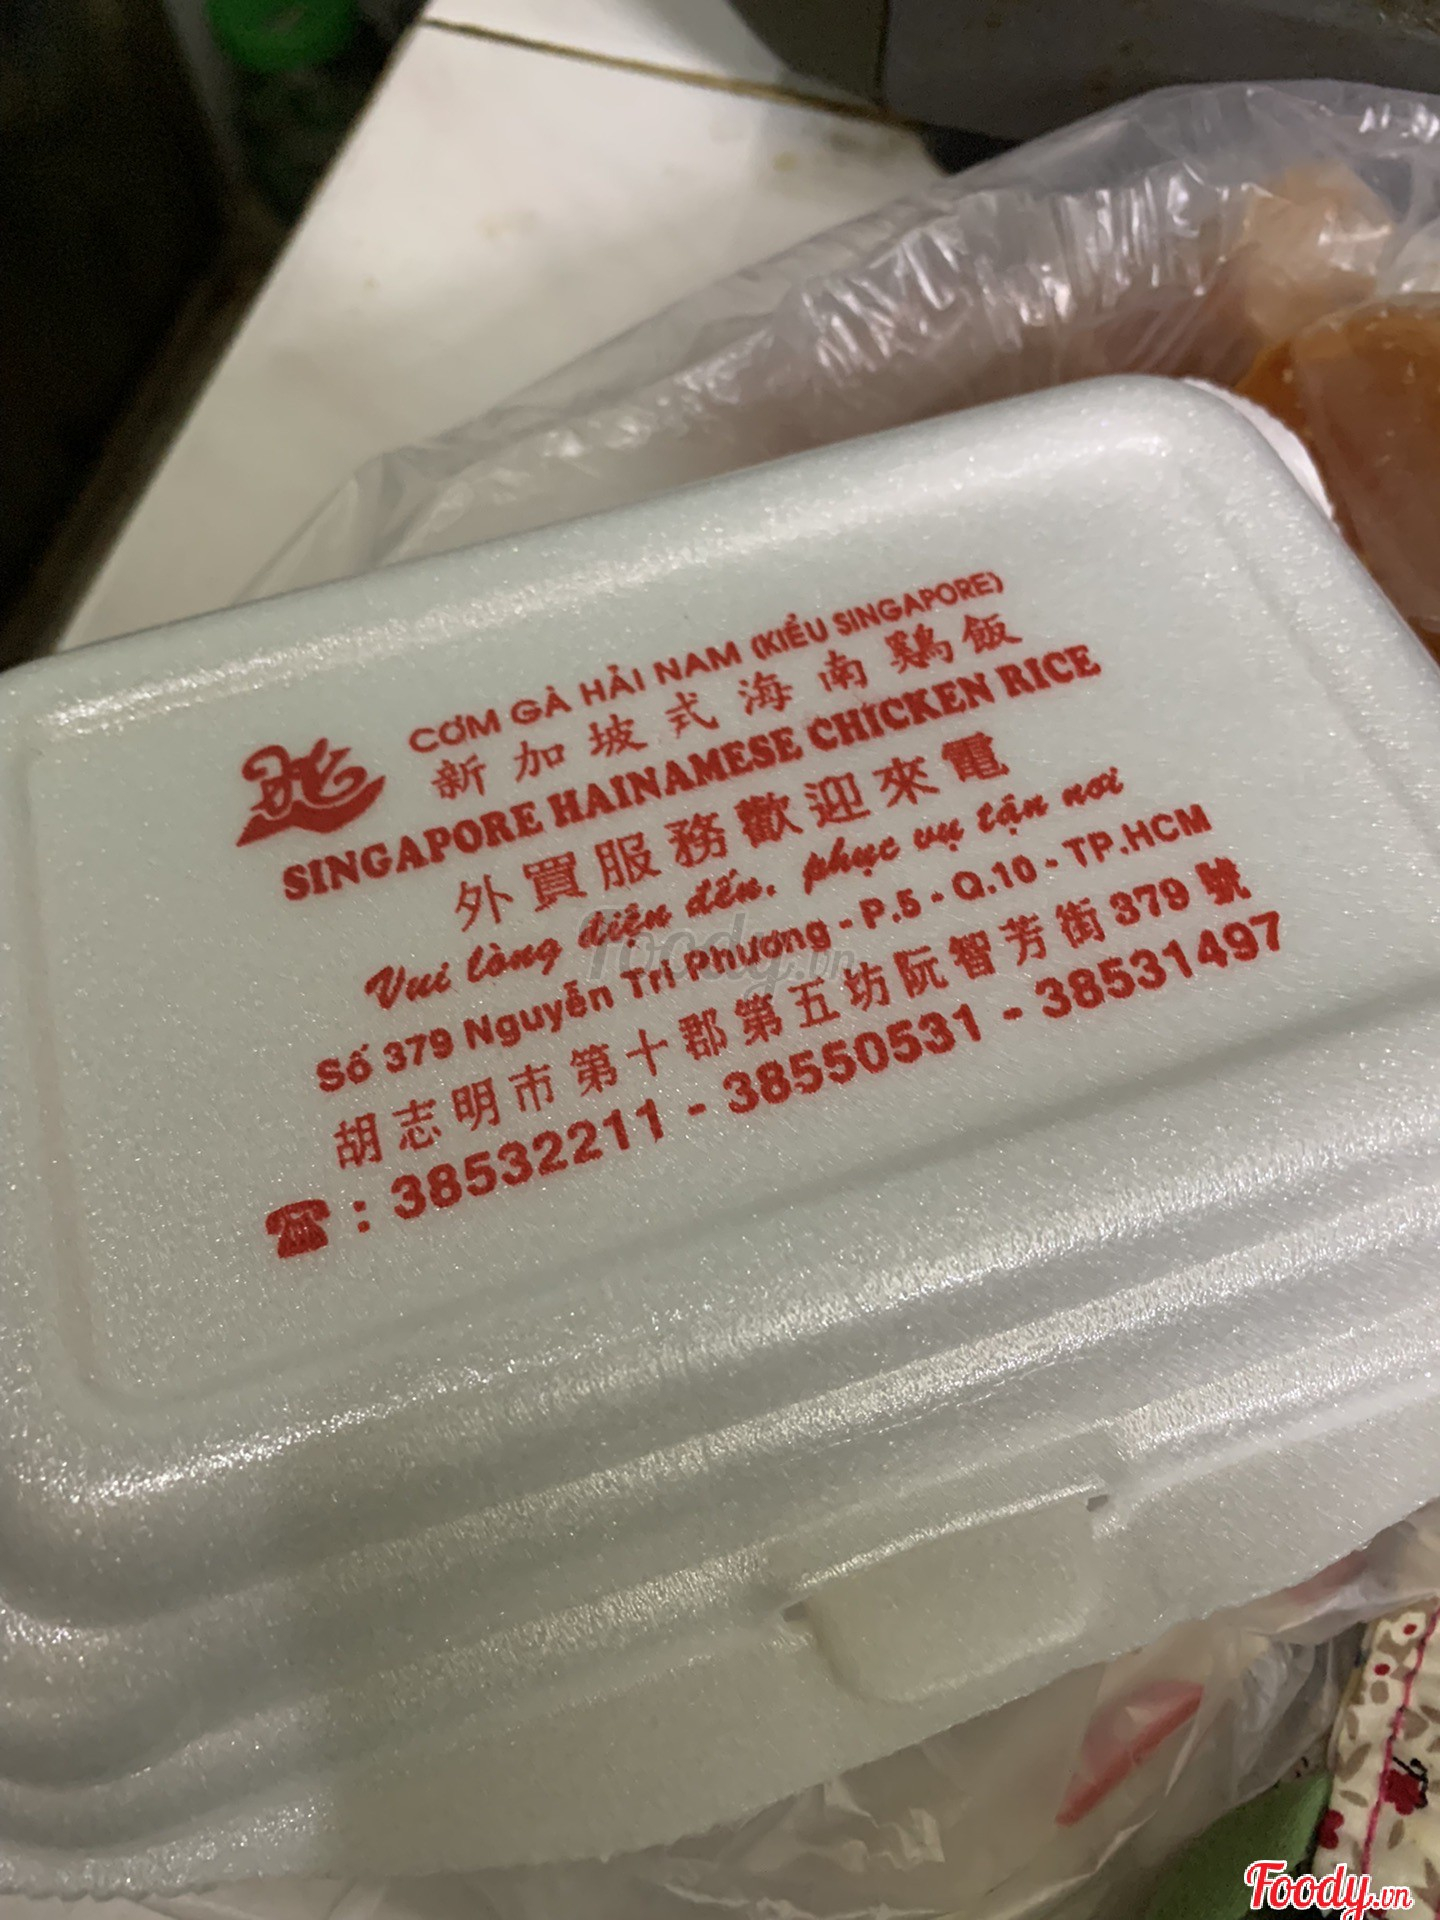 CƠM GÀ HẢI NAM (KIỂU SINGAPORE)
新加坡式海南鷄飯
SINGAPORE HAINAMESE CHICKEN RICE
外買服務歡迎來電
Vui lòng điện đến, phục vụ tận nơi
Số 379 Nguyễn Tri Phương - P.5 - Q.10 - TP.HCM
胡志明市第十郡第五坊阮智芳街379號
☎ : 38532211 - 38550531 - 38531497
Foody.vn
Foody.vn